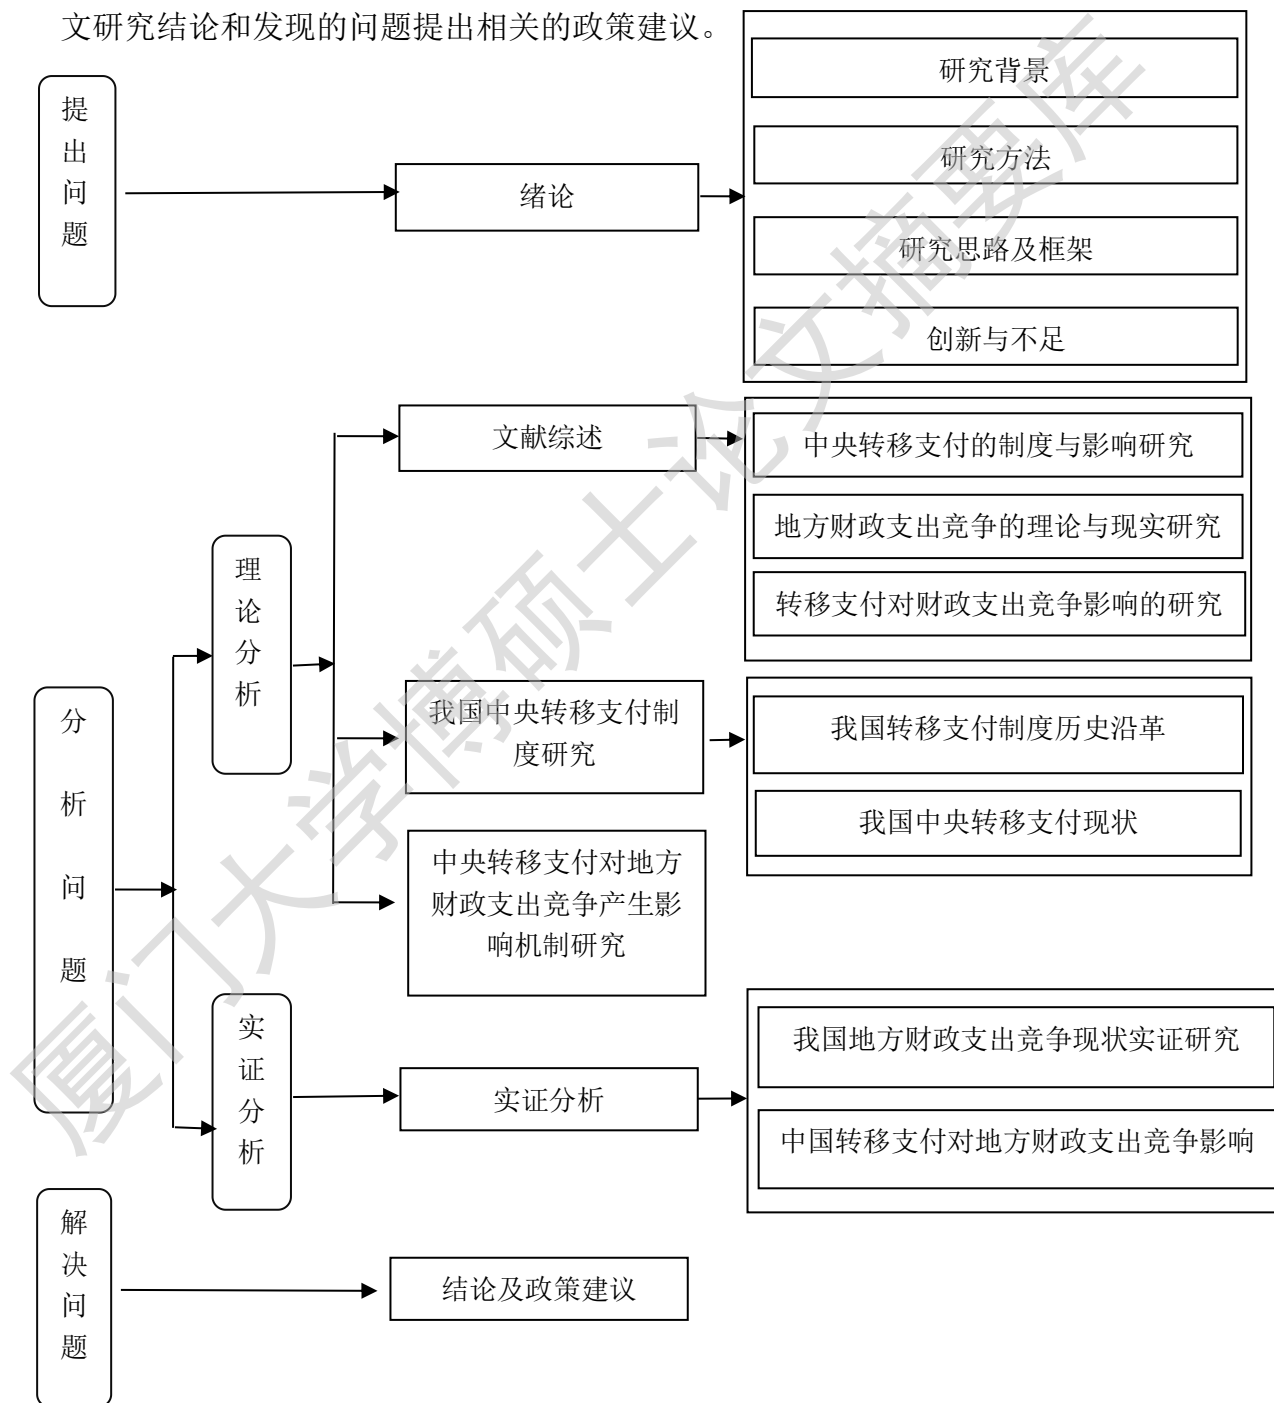 文研究结论和发现的问题提出相关的政策建议。
提
出
问
题
绪论
研究背景
研究方法
研究思路及框架
创新与不足
分
析
问
题
理
论
分
析
文献综述
中央转移支付的制度与影响研究
地方财政支出竞争的理论与现实研究
转移支付对财政支出竞争影响的研究
我国中央转移支付制
度研究
我国转移支付制度历史沿革
我国中央转移支付现状
中央转移支付对地方
财政支出竞争产生影
响机制研究
实
证
分
析
实证分析
我国地方财政支出竞争现状实证研究
中国转移支付对地方财政支出竞争影响
解
决
问
题
结论及政策建议
厦门大学博硕士论文摘要库